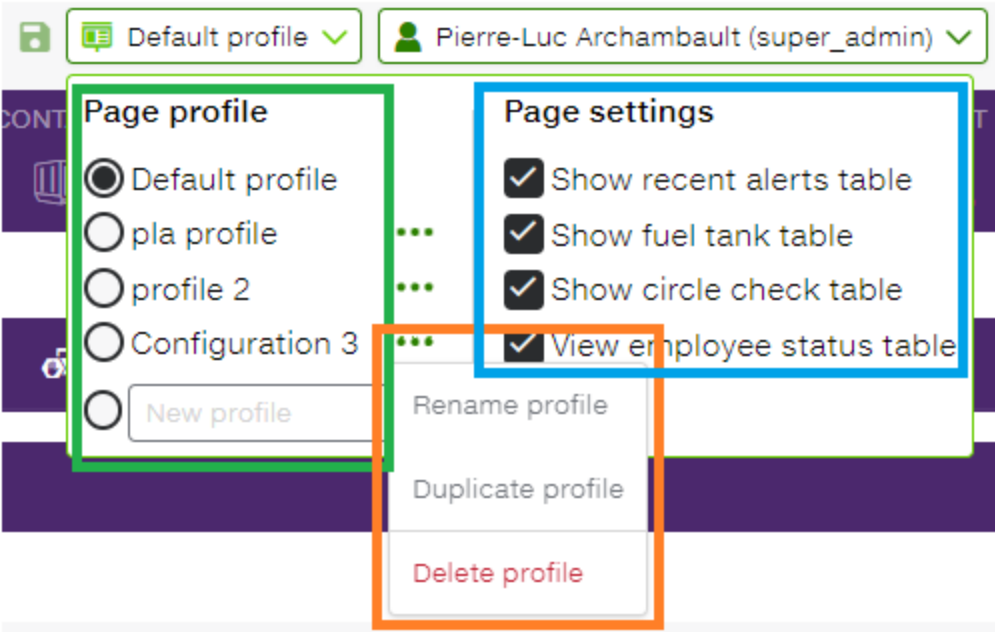 Default profile
Pierre-Luc Archambault (super_admin)
Page profile
Default profile
pla profile
profile 2
Configuration 3
New profile
Page settings
Show recent alerts table
Show fuel tank table
Show circle check table
View employee status table
Rename profile
Duplicate profile
Delete profile
CONT
T